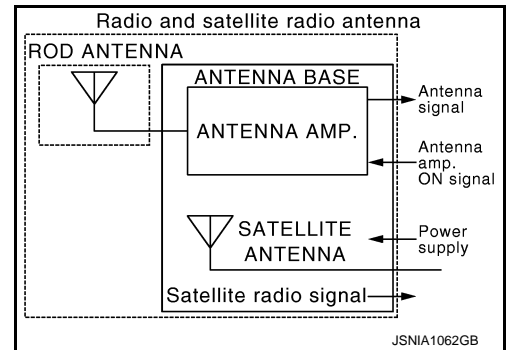 Radio and satellite radio antenna
ROD ANTENNA
ANTENNA BASE
ANTENNA AMP.
Antenna
signal
Antenna
amp.
ON signal
SATELLITE
ANTENNA
Power
supply
Satellite radio signal
JSNIA1062GB